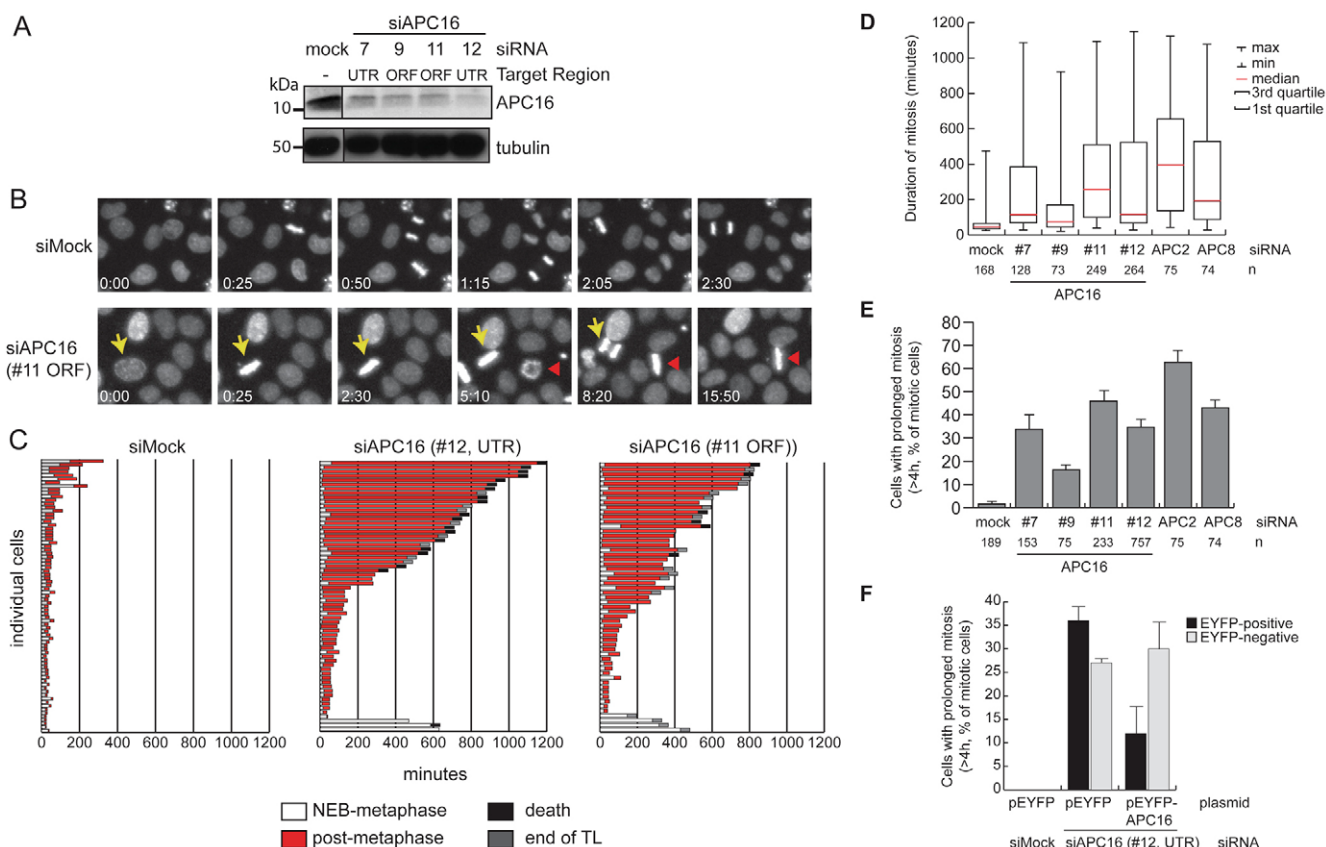 A
siAPC16
mock 7 9 11 12 siRNA
- UTR ORF ORF UTR Target Region
kDa
10 APC16
50 tubulin
B
siMock
0:00 0:25 0:50 1:15 2:05 2:30
siAPC16
(#11 ORF)
0:00 0:25 2:30 5:10 8:20 15:50
C
siMock siAPC16 (#12, UTR) siAPC16 (#11 ORF))
individual cells
0 200 400 600 800 1000 1200 0 200 400 600 800 1000 1200 0 200 400 600 800 1000 1200
minutes
NEB-metaphase death
post-metaphase end of TL
D
Duration of mitosis (minutes)
1200
1000
800
600
400
200
0
max
min
median
3rd quartile
1st quartile
mock #7 #9 #11 #12 APC2 APC8 siRNA
168 128 73 249 264 75 74 n
APC16
E
Cells with prolonged mitosis
(>4h, % of mitotic cells)
80
70
60
50
40
30
20
10
0
mock #7 #9 #11 #12 APC2 APC8 siRNA
189 153 75 233 757 75 74 n
APC16
F
Cells with prolonged mitosis
(>4h, % of mitotic cells)
35
30
25
20
15
10
5
0
EYFP-positive
EYFP-negative
pEYFP pEYFP pEYFP- plasmid
APC16
siMock siAPC16 (#12, UTR) siRNA